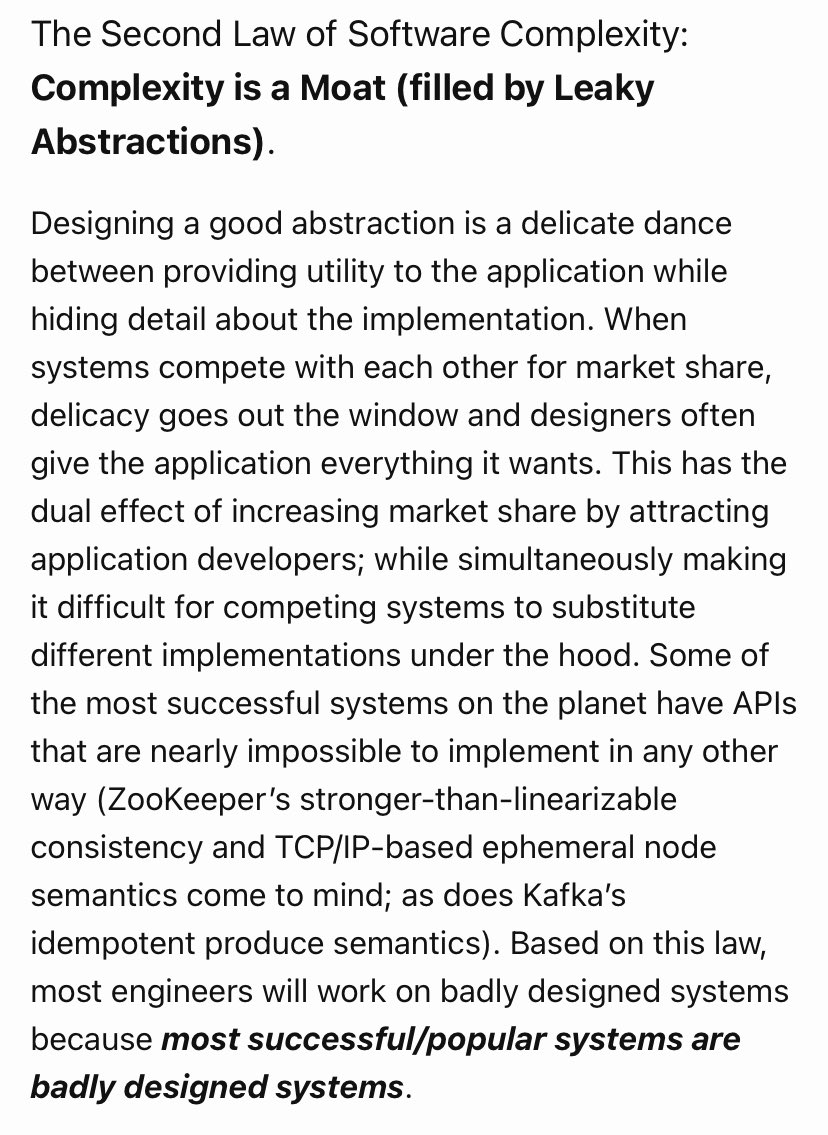 The Second Law of Software Complexity:
Complexity is a Moat (filled by Leaky
Abstractions).
Designing a good abstraction is a delicate dance
between providing utility to the application while
hiding detail about the implementation. When
systems compete with each other for market share,
delicacy goes out the window and designers often
give the application everything it wants. This has the
dual effect of increasing market share by attracting
application developers; while simultaneously making
it difficult for competing systems to substitute
different implementations under the hood. Some of
the most successful systems on the planet have APIs
that are nearly impossible to implement in any other
way (ZooKeeper’s stronger-than-linearizable
consistency and TCP/IP-based ephemeral node
semantics come to mind; as does Kafka’s
idempotent produce semantics). Based on this law,
most engineers will work on badly designed systems
because most successful/popular systems are
badly designed systems.